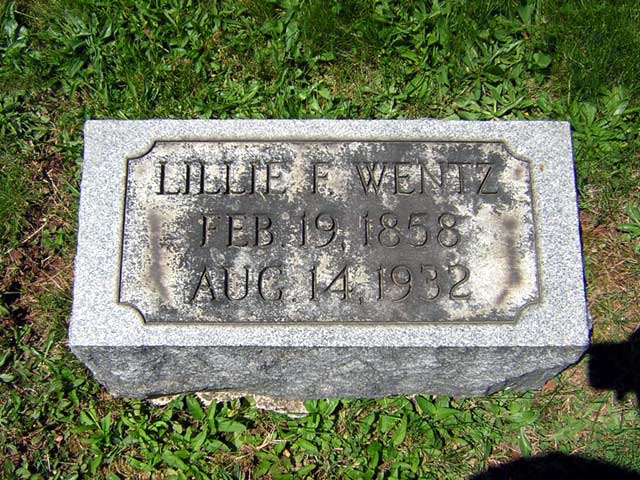 LILLIE F. WENTZ
FEB. 19, 1858
AUG. 14, 1932